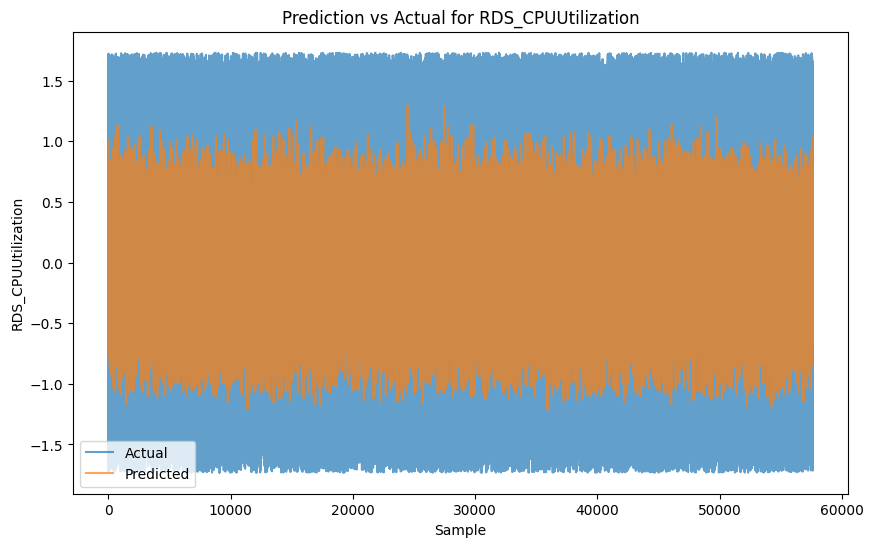 Prediction vs Actual for RDS_CPUUtilization
RDS_CPUUtilization
1.5
1.0
0.5
0.0
−0.5
−1.0
−1.5
Actual
Predicted
0
10000
20000
30000
40000
50000
60000
Sample